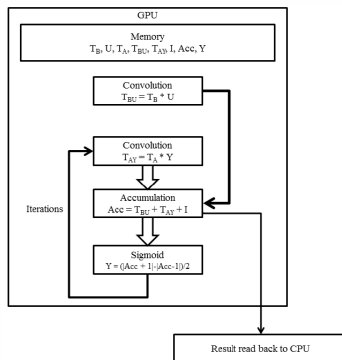 GPU
Memory
T_B, U, T_A, T_BU, T_AY, I, Acc, Y
Convolution
T_BU = T_B * U
Convolution
T_AY = T_A * Y
Iterations
Accumulation
Acc = T_BU + T_AY + I
Sigmoid
Y = (|Acc + 1|-|Acc-1|)/2
Result read back to CPU